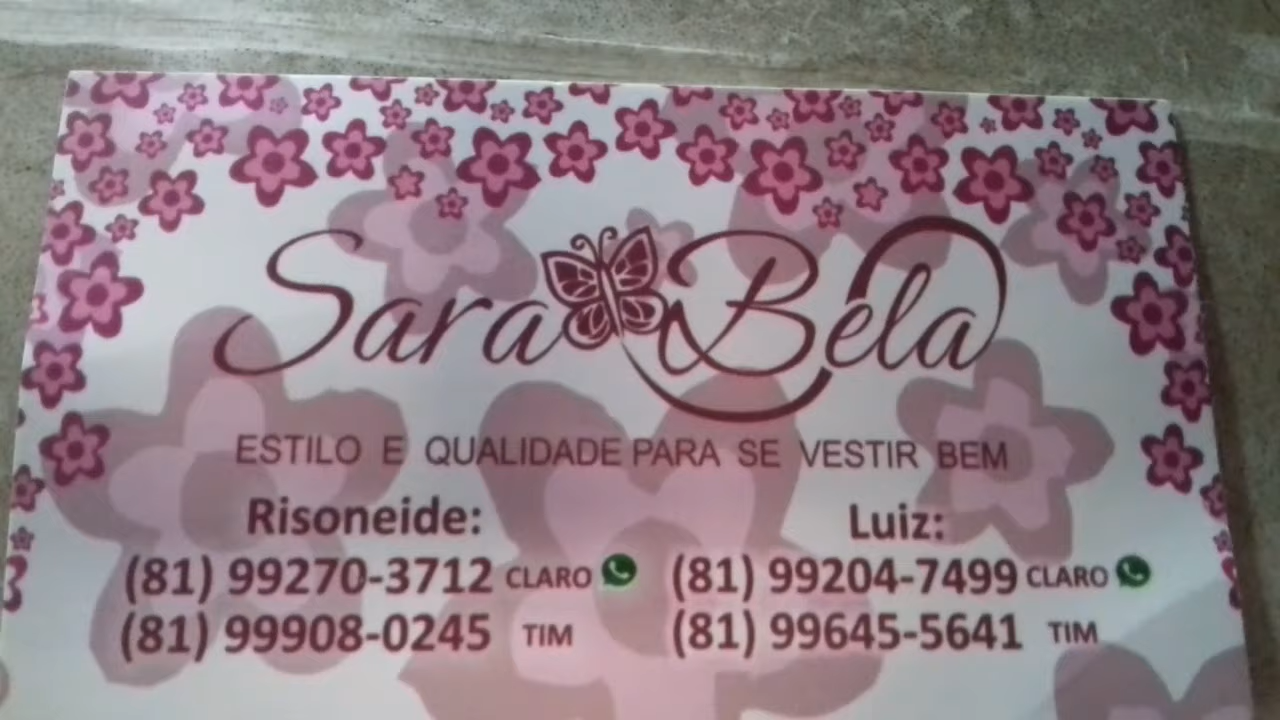 Sara Bela
ESTILO E QUALIDADE PARA SE VESTIR BEM
Risoneide:
(81) 99270-3712 CLARO
(81) 99908-0245 TIM
Luiz:
(81) 99204-7499 CLARO
(81) 99645-5641 TIM